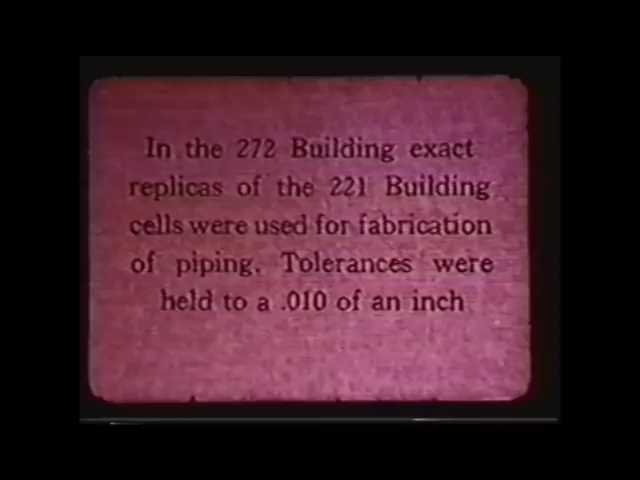 In the 272 Building exact
replicas of the 221 Building
cells were used for fabrication
of piping. Tolerances were
held to a .010 of an inch